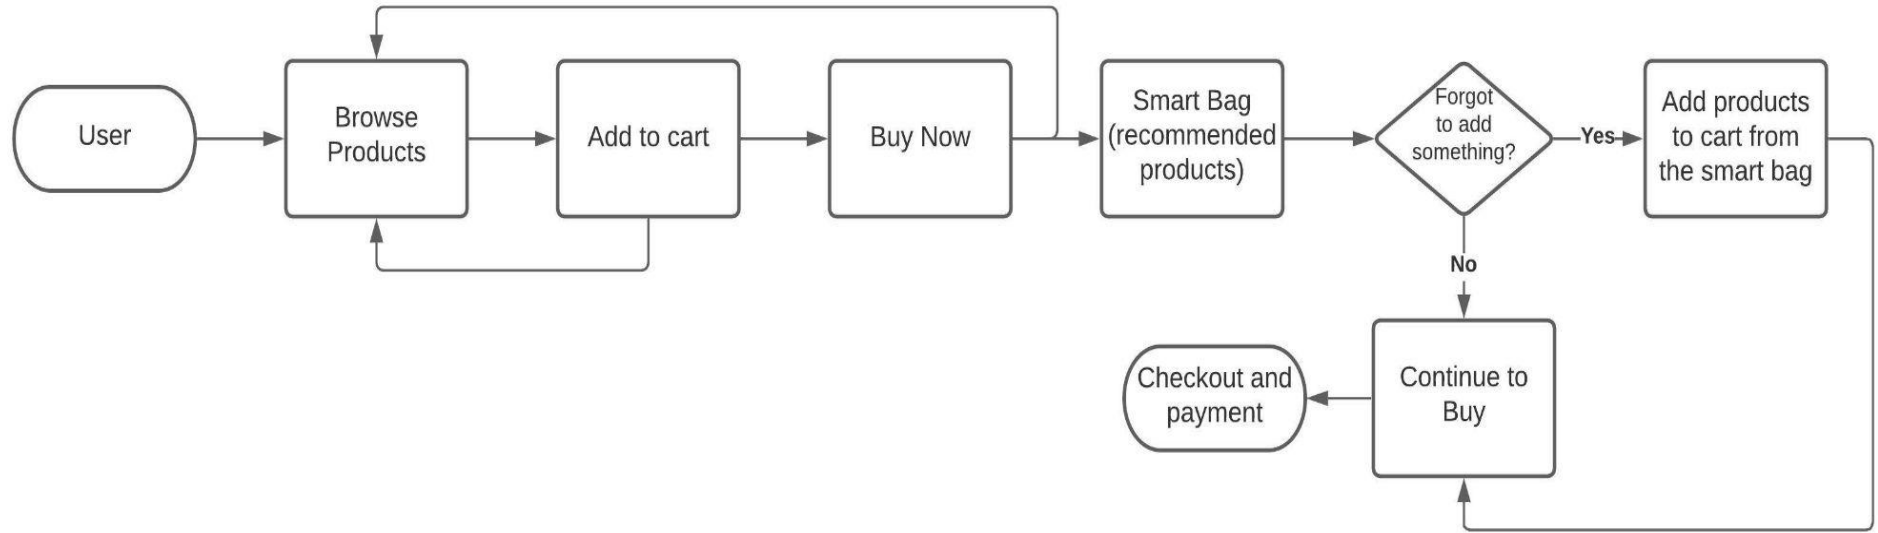 User
Browse
Products
Add to cart
Buy Now
Smart Bag
(recommended
products)
Forgot
to add
something?
Yes
Add products
to cart from
the smart bag
No
Continue to
Buy
Checkout and
payment